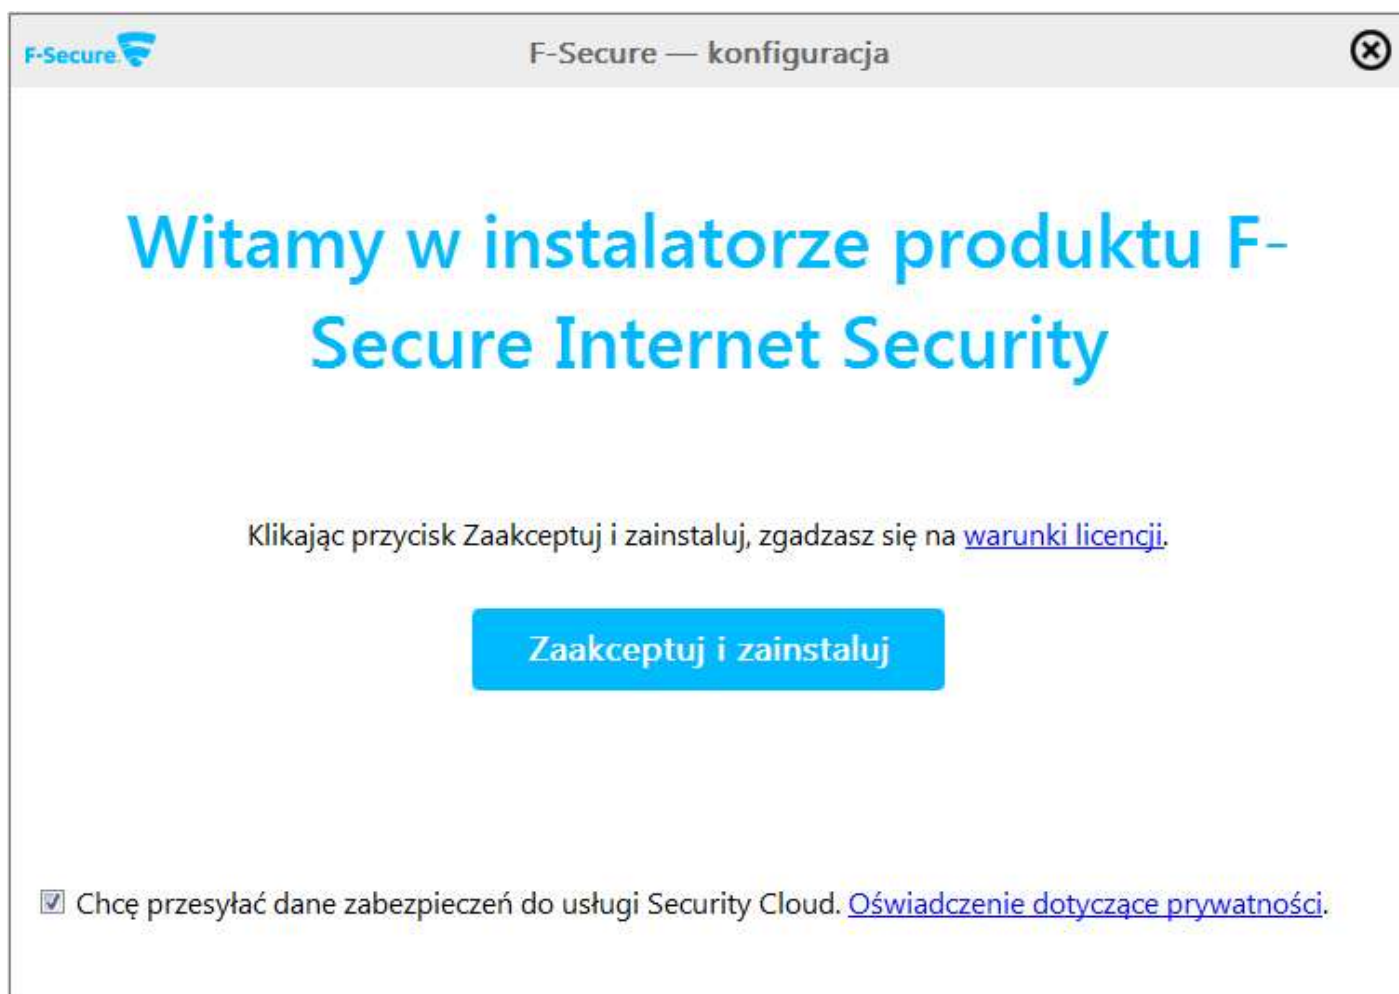 F-Secure
F-Secure — konfiguracja
Witamy w instalatorze produktu F-
Secure Internet Security
Klikając przycisk Zaakceptuj i zainstaluj, zgadzasz się na warunki licencji.
Zaakceptuj i zainstaluj
Chcę przesyłać dane zabezpieczeń do usługi Security Cloud. Oświadczenie dotyczące prywatności.